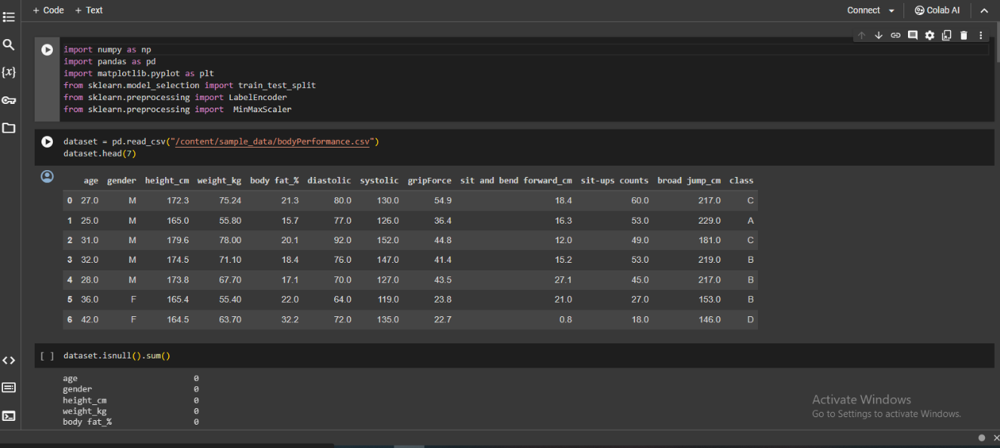 + Code + Text Connect Colab AI
import numpy as np
import pandas as pd
import matplotlib.pyplot as plt
from sklearn.model_selection import train_test_split
from sklearn.preprocessing import LabelEncoder
from sklearn.preprocessing import  MinMaxScaler
{x}
dataset = pd.read_csv("/content/sample_data/bodyPerformance.csv")
dataset.head(7)
age gender height_cm weight_kg body fat_% diastolic systolic gripForce sit and bend forward_cm sit-ups counts broad jump_cm class
0 27.0 M 172.3 75.24 21.3 80.0 130.0 54.9 18.4 60.0 217.0 C
1 25.0 M 165.0 55.80 15.7 77.0 126.0 36.4 16.3 53.0 229.0 A
2 31.0 M 179.6 78.00 20.1 92.0 152.0 44.8 12.0 49.0 181.0 C
3 32.0 M 174.5 71.10 18.4 76.0 147.0 41.4 15.2 53.0 219.0 B
4 28.0 M 173.8 67.70 17.1 70.0 127.0 43.5 27.1 45.0 217.0 B
5 36.0 F 165.4 55.40 22.0 64.0 119.0 23.8 21.0 27.0 153.0 B
6 42.0 F 164.5 63.70 32.2 72.0 135.0 22.7 0.8 18.0 146.0 D
[ ] dataset.isnull().sum()
age 0
gender 0
height_cm 0
weight_kg 0
body fat_% 0
Activate Windows
Go to Settings to activate Windows.